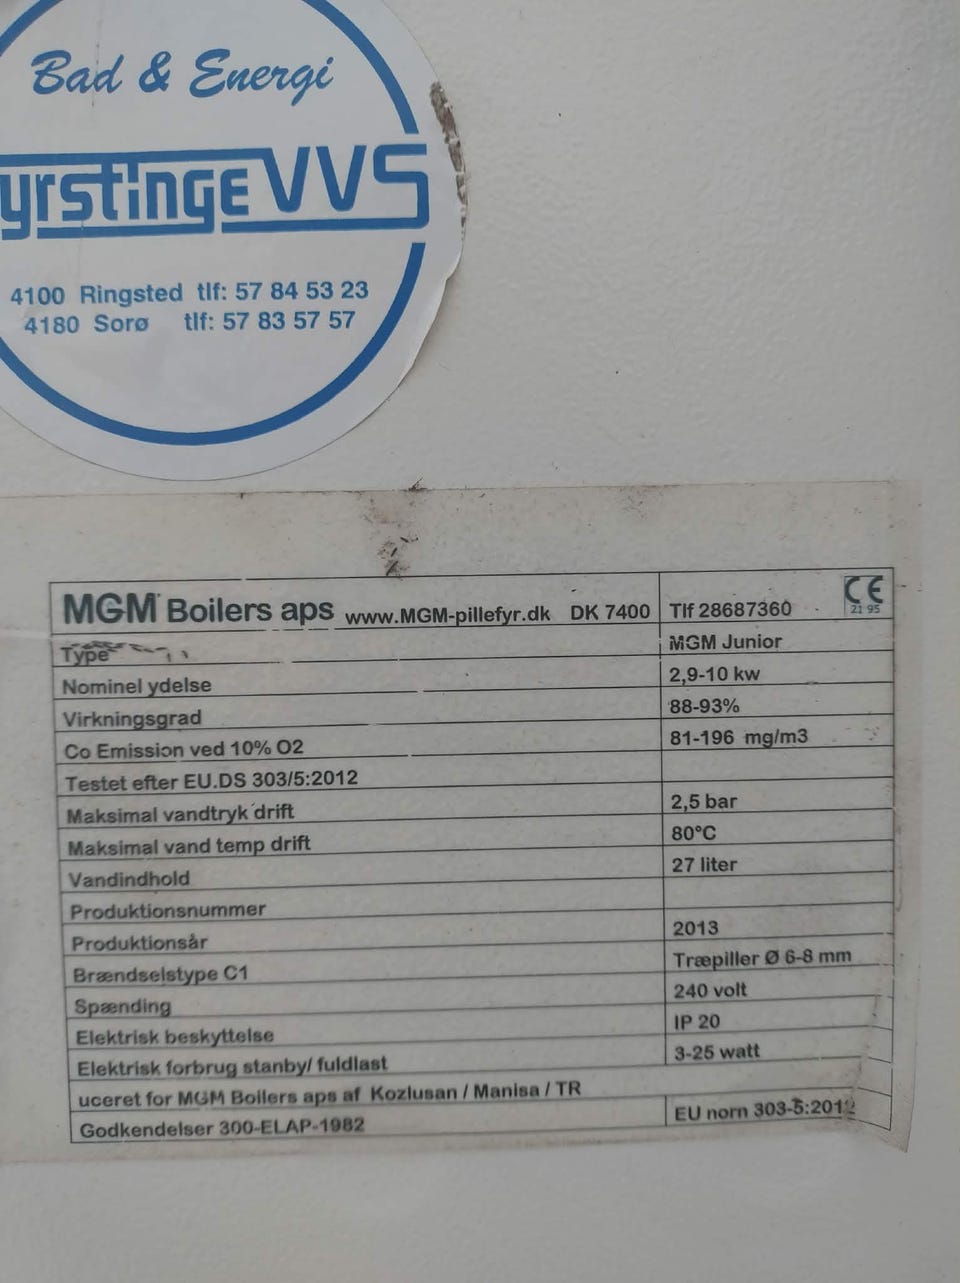 Bad & Energi
yrstinge VVS
4100 Ringsted tlf: 57 84 53 23
4180 Sorø tlf: 57 83 57 57
MGM Boilers aps www.MGM-pillefyr.dk DK 7400 Tlf 28687360 CE 2195
Type MGM Junior
Nominel ydelse 2,9-10 kw
Virkningsgrad 88-93%
Co Emission ved 10% O2 81-196 mg/m3
Testet efter EU.DS 303/5:2012
Maksimal vandtryk drift 2,5 bar
Maksimal vand temp drift 80°C
Vandindhold 27 liter
Produktionsnummer
Produktionsår 2013
Brændselstype C1 Træpiller Ø 6-8 mm
Spænding 240 volt
Elektrisk beskyttelse IP 20
Elektrisk forbrug stanby/ fuldlast 3-25 watt
uceret for MGM Boilers aps af Kozlusan / Manisa / TR
Godkendelser 300-ELAP-1982 EU norn 303-5:2012